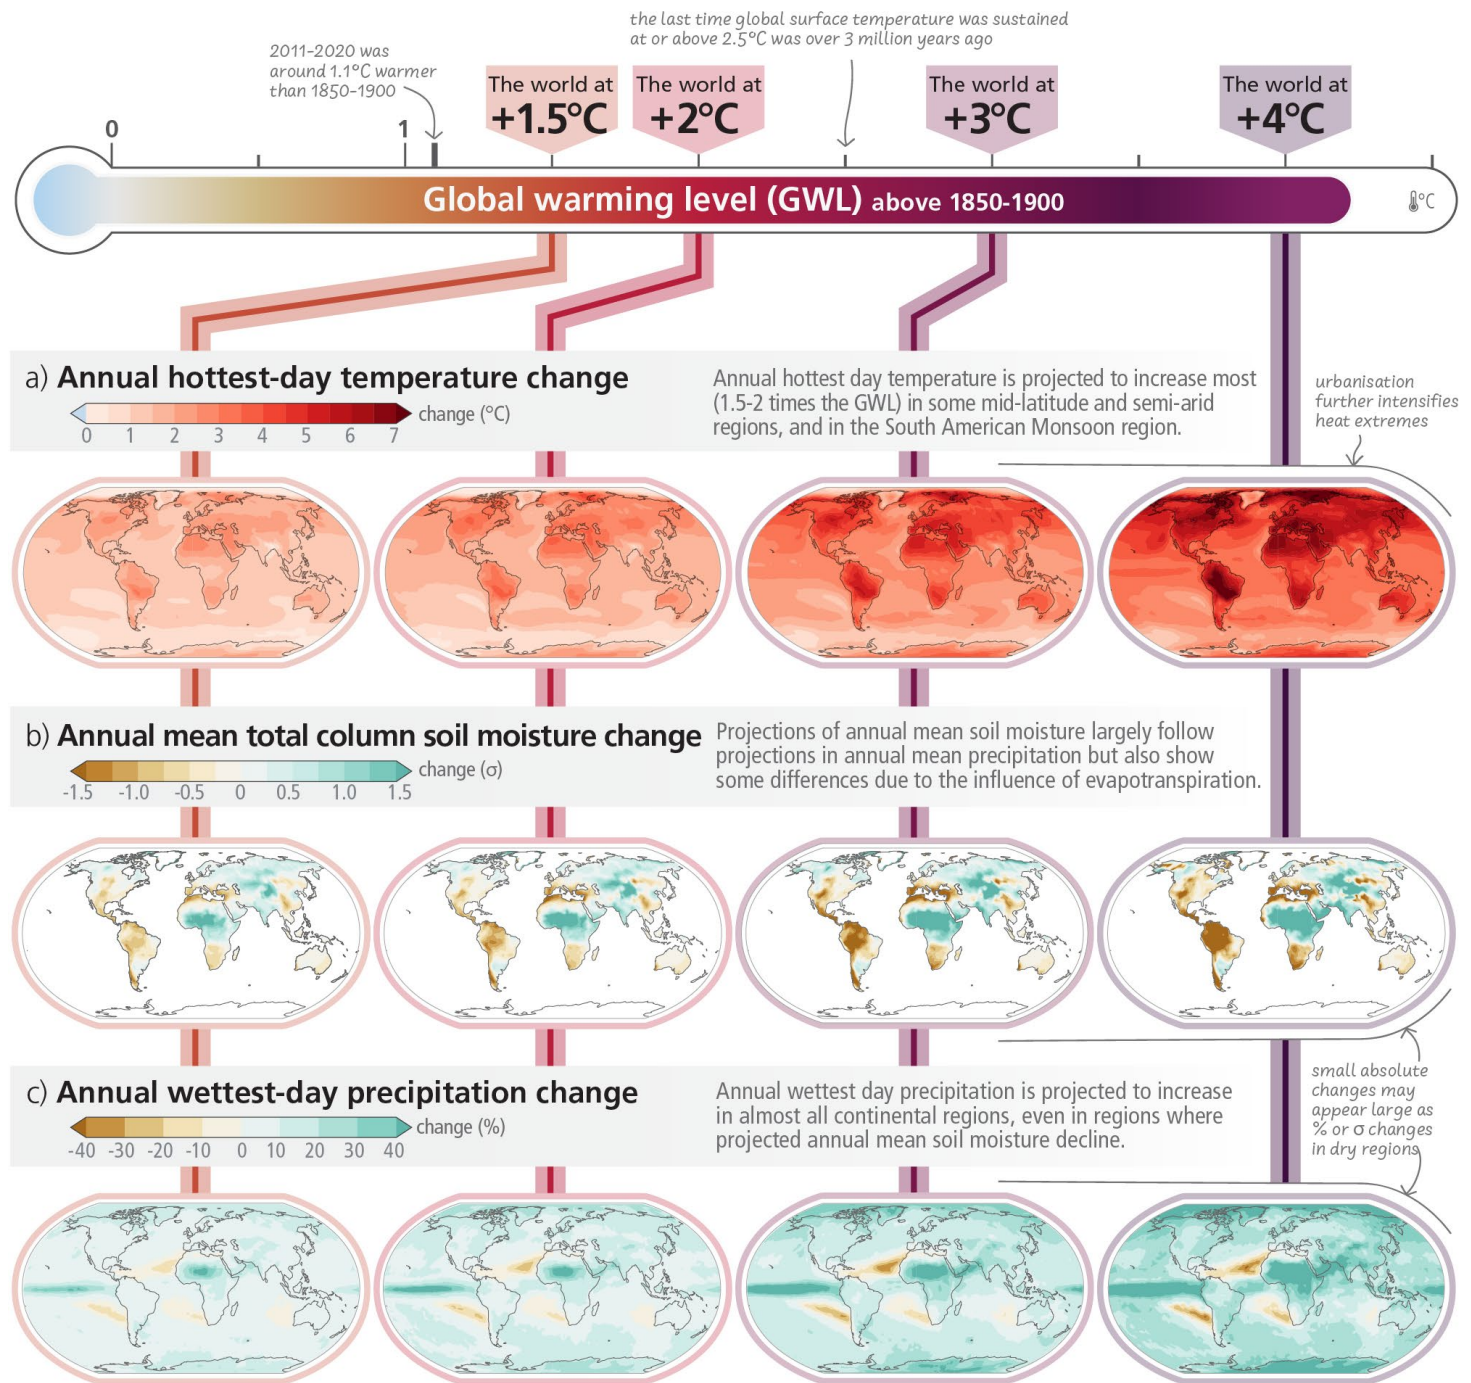 the last time global surface temperature was sustained
at or above 2.5°C was over 3 million years ago
2011-2020 was
around 1.1°C warmer
than 1850-1900
The world at
+1.5°C
The world at
+2°C
The world at
+3°C
The world at
+4°C
0
1
Global warming level (GWL) above 1850-1900
°C
a) Annual hottest-day temperature change
change (°C)
0 1 2 3 4 5 6 7
Annual hottest day temperature is projected to increase most
(1.5-2 times the GWL) in some mid-latitude and semi-arid
regions, and in the South American Monsoon region.
urbanisation
further intensifies
heat extremes
b) Annual mean total column soil moisture change
change (σ)
-1.5 -1.0 -0.5 0 0.5 1.0 1.5
Projections of annual mean soil moisture largely follow
projections in annual mean precipitation but also show
some differences due to the influence of evapotranspiration.
c) Annual wettest-day precipitation change
change (%)
-40 -30 -20 -10 0 10 20 30 40
Annual wettest day precipitation is projected to increase
in almost all continental regions, even in regions where
projected annual mean soil moisture decline.
small absolute
changes may
appear large as
% or σ changes
in dry regions